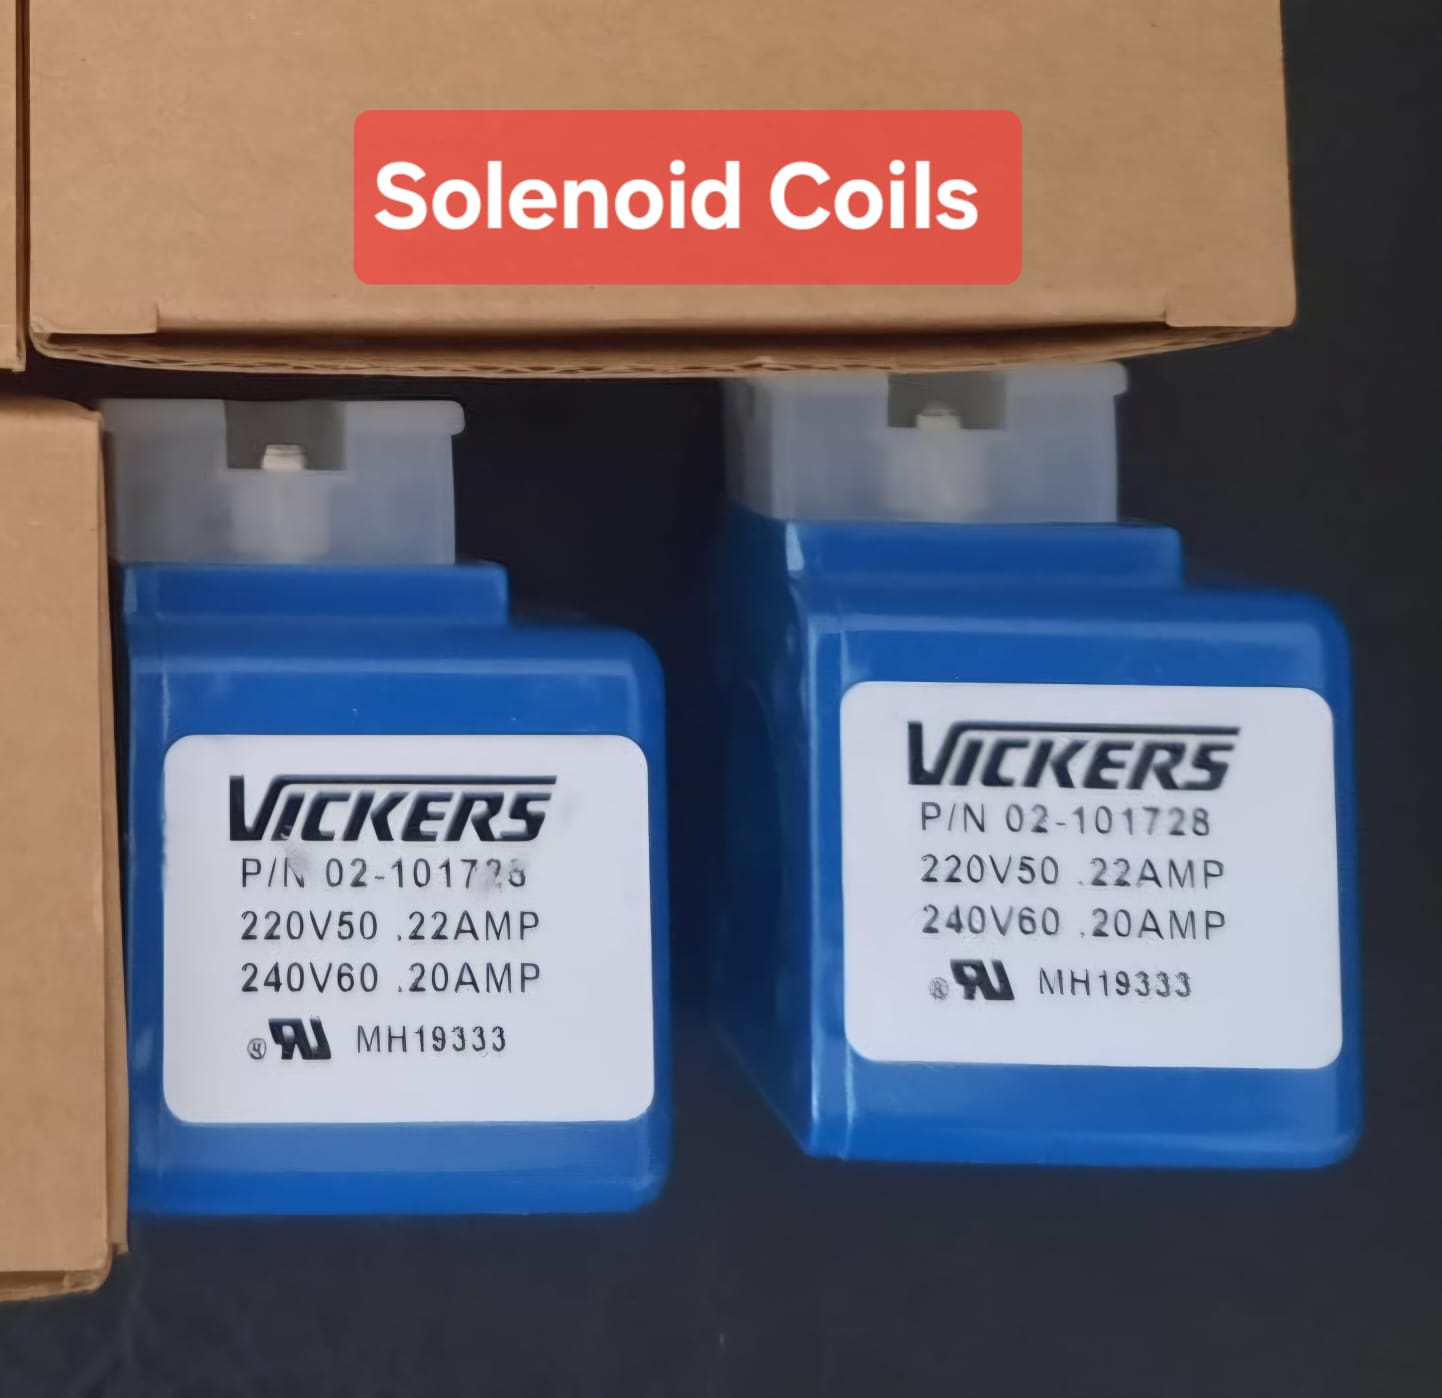 Solenoid Coils
VICKERS
P/N 02-101728
220V50 .22AMP
240V60 .20AMP
MH19333
VICKERS
P/N 02-101728
220V50 .22AMP
240V60 .20AMP
MH19333